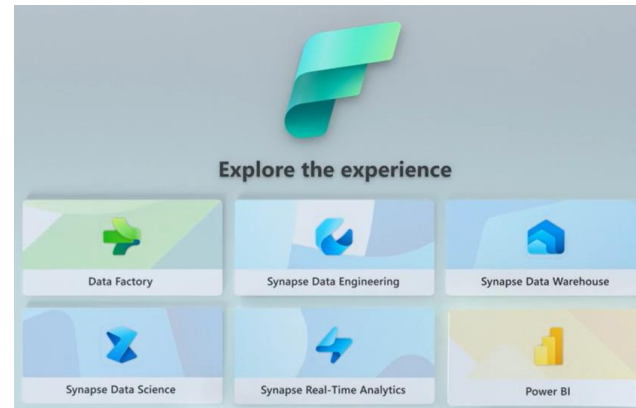 Explore the experience
Data Factory
Synapse Data Engineering
Synapse Data Warehouse
Synapse Data Science
Synapse Real-Time Analytics
Power BI